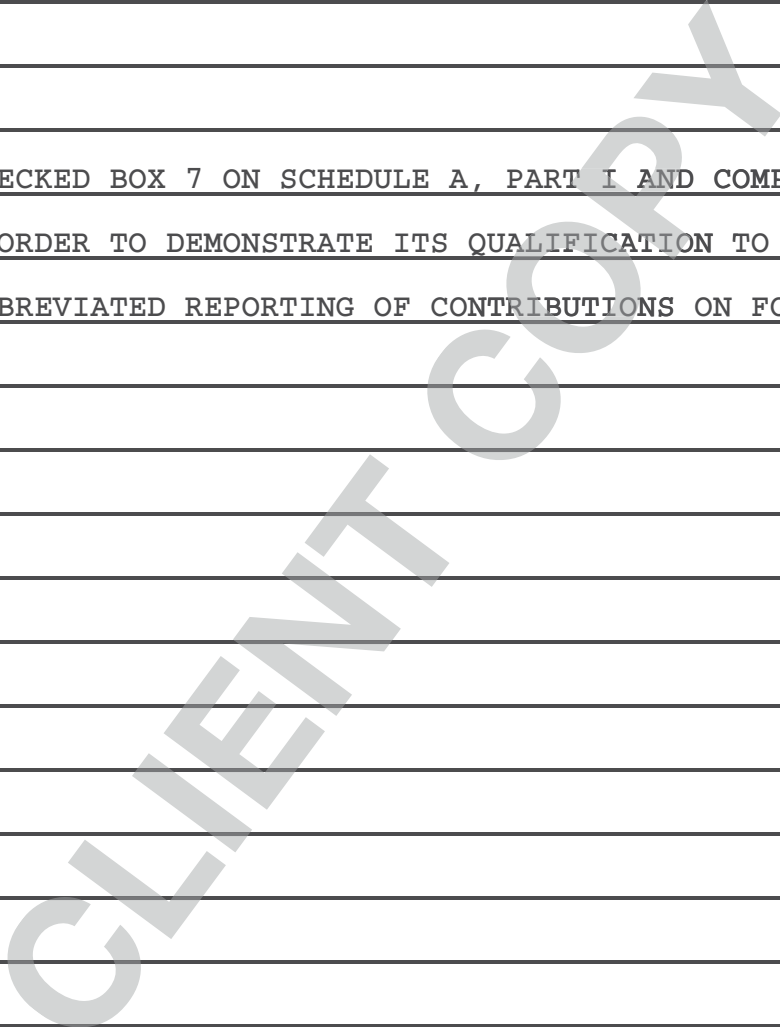 ECKED BOX 7 ON SCHEDULE A, PART I AND COMP
ORDER TO DEMONSTRATE ITS QUALIFICATION TO
BREVIATED REPORTING OF CONTRIBUTIONS ON FO
CLIENT COPY